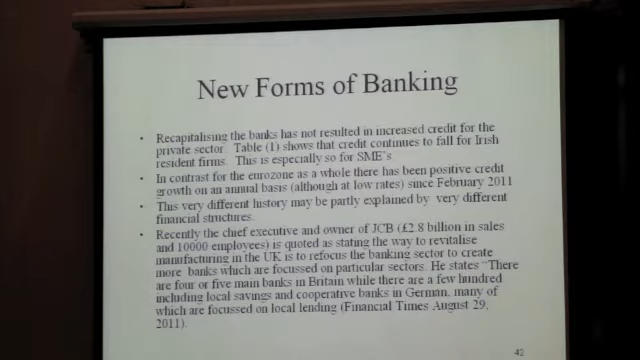 New Forms of Banking
• Recapitalising the banks has not resulted in increased credit for the
private sector. Table (1) shows that credit continues to fall for Irish
resident firms. This is especially so for SME's
• In contrast for the eurozone as a whole there has been positive credit
growth on an annual basis (although at low rates) since February 2011
• This very different history may be partly explained by very different
financial structures.
• Recently the chief executive and owner of JCB (£2.8 billion in sales
and 10000 employees) is quoted as stating the way to revitalise
manufacturing in the UK is to refocus the banking sector to create
more banks which are focussed on particular sectors. He states "There
are four or five main banks in Britain while there are a few hundred
including local savings and cooperative banks in German, many of
which are focussed on local lending (Financial Times August 29,
2011).
42